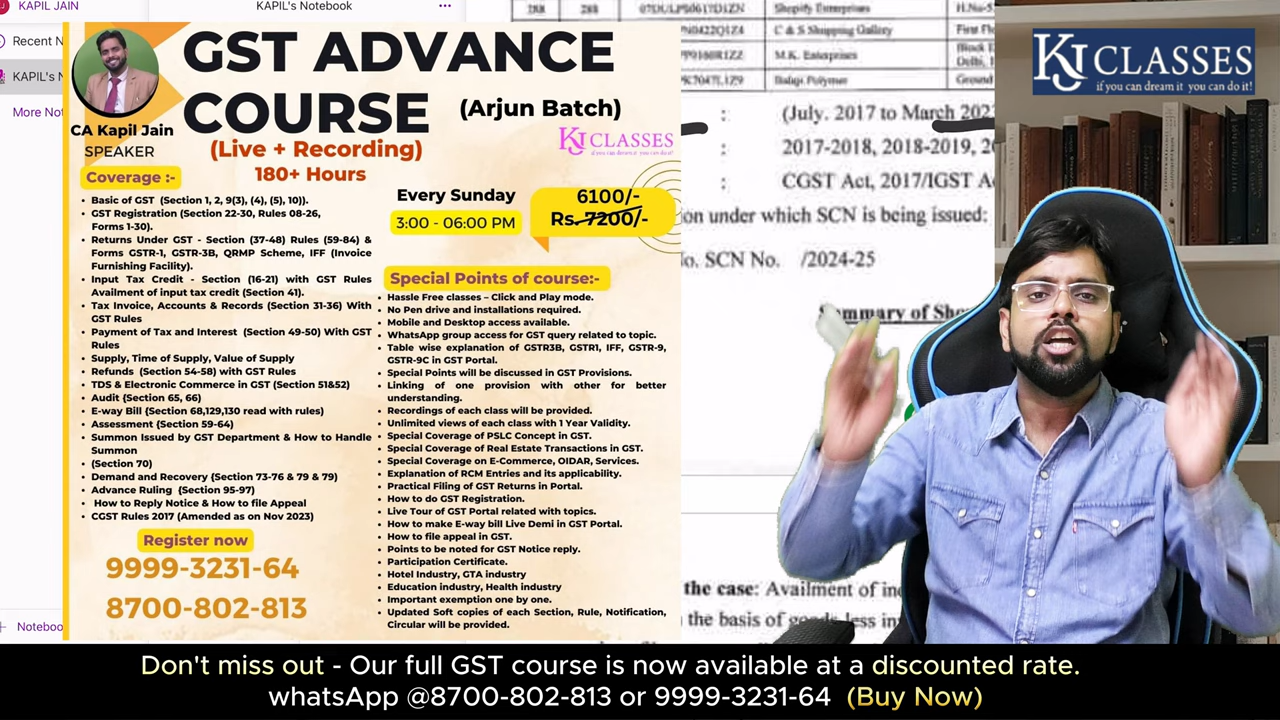 KAPIL JAIN
KAPIL's Notebook
Recent N
KAPIL's N
More Not
Noteboo
GST ADVANCE
COURSE (Arjun Batch)
(Live + Recording)
180+ Hours
CA Kapil Jain
SPEAKER
KJ CLASSES
if you can dream it you can do it!
Every Sunday
3:00 - 06:00 PM
6100/-
Rs. 7200/-
Coverage :-
• Basic of GST (Section 1, 2, 9(3), (4), (5), 10)).
• GST Registration (Section 22-30, Rules 08-26,
Forms 1-30).
• Returns Under GST - Section (37-48) Rules (59-84) &
Forms GSTR-1, GSTR-3B, QRMP Scheme, IFF (Invoice
Furnishing Facility).
• Input Tax Credit - Section (16-21) with GST Rules
Availment of input tax credit (Section 41).
• Tax Invoice, Accounts & Records (Section 31-36) With
GST Rules
• Payment of Tax and Interest (Section 49-50) With GST
Rules
• Supply, Time of Supply, Value of Supply
• Refunds (Section 54-58) with GST Rules
• TDS & Electronic Commerce in GST (Section 51&52)
• Audit {Section 65, 66)
• E-way Bill {Section 68,129,130 read with rules)
• Assessment {Section 59-64)
• Summon Issued by GST Department & How to Handle
Summon
• (Section 70)
• Demand and Recovery {Section 73-76 & 79 & 79)
• Advance Ruling {Section 95-97)
• How to Reply Notice & How to file Appeal
• CGST Rules 2017 (Amended as on Nov 2023)
Register now
9999-3231-64
8700-802-813
Special Points of course:-
• Hassle Free classes – Click and Play mode.
• No Pen drive and installations required.
• Mobile and Desktop access available.
• WhatsApp group access for GST query related to topic.
• Table wise explanation of GSTR3B, GSTR1, IFF, GSTR-9,
GSTR-9C in GST Portal.
• Special Points will be discussed in GST Provisions.
• Linking of one provision with other for better
understanding.
• Recordings of each class will be provided.
• Unlimited views of each class with 1 Year Validity.
• Special Coverage of PSLC Concept in GST.
• Special Coverage of Real Estate Transactions in GST.
• Special Coverage on E-Commerce, OIDAR, Services.
• Explanation of RCM Entries and its applicability.
• Practical Filing of GST Returns in Portal.
• How to do GST Registration.
• Live Tour of GST Portal related with topics.
• How to make E-way bill Live Demi in GST Portal.
• How to file appeal in GST.
• Points to be noted for GST Notice reply.
• Participation Certificate.
• Hotel Industry, GTA industry
• Education industry, Health industry
• Important exemption one by one.
• Updated Soft copies of each Section, Rule, Notification,
Circular will be provided.
C & S Shopping Gallery
M.K. Enterprises
Balaji Polymer Ground
: (July. 2017 to March 202
: 2017-2018, 2018-2019, 20
: CGST Act, 2017/IGST A
on under which SCN is being issued:
o. SCN No. /2024-25
Summary of Sho
the case: Availment of in
the basis of goods less in
KJ CLASSES
if you can dream it you can do it!
Don't miss out - Our full GST course is now available at a discounted rate.
whatsApp @8700-802-813 or 9999-3231-64 (Buy Now)